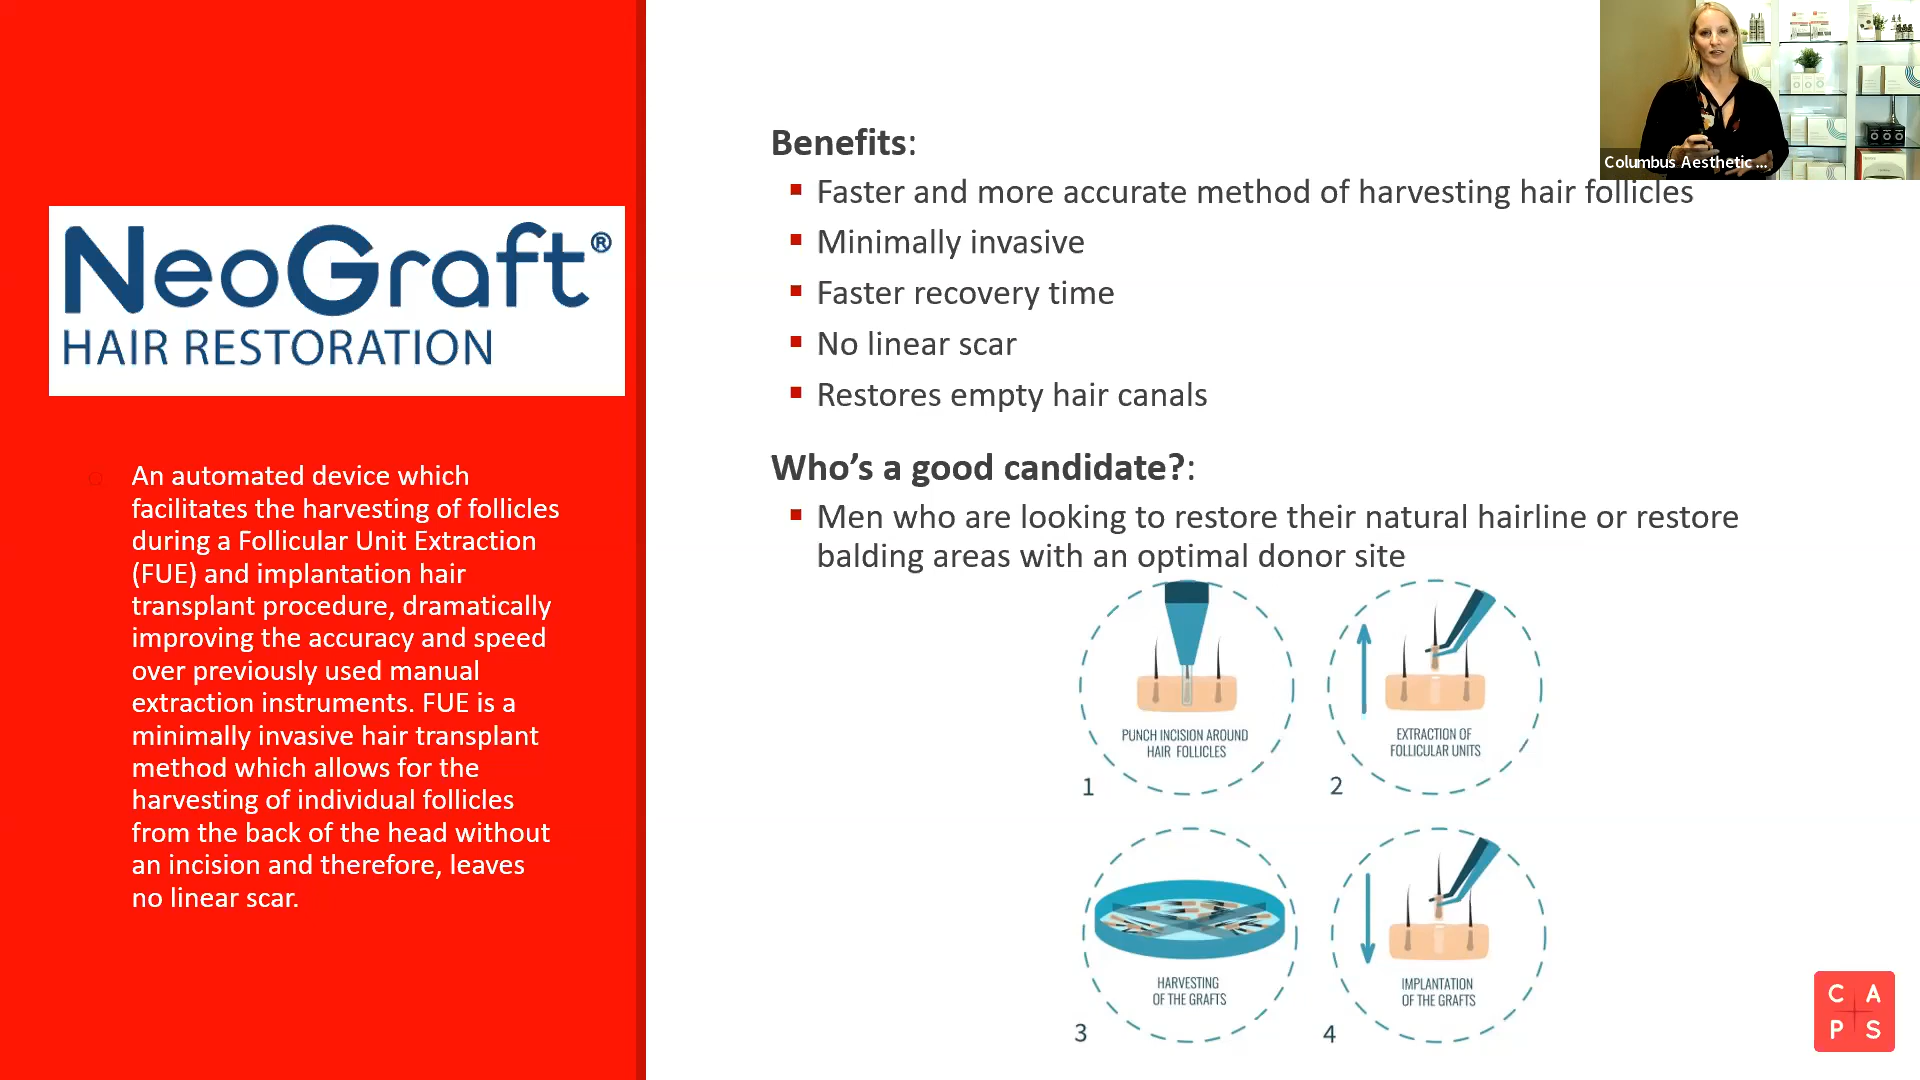 NeoGraft®
HAIR RESTORATION
An automated device which
facilitates the harvesting of follicles
during a Follicular Unit Extraction
(FUE) and implantation hair
transplant procedure, dramatically
improving the accuracy and speed
over previously used manual
extraction instruments. FUE is a
minimally invasive hair transplant
method which allows for the
harvesting of individual follicles
from the back of the head without
an incision and therefore, leaves
no linear scar.
Benefits:
Faster and more accurate method of harvesting hair follicles
Minimally invasive
Faster recovery time
No linear scar
Restores empty hair canals
Who’s a good candidate?:
Men who are looking to restore their natural hairline or restore
balding areas with an optimal donor site
PUNCH INCISION AROUND
HAIR FOLLICLES
1
EXTRACTION OF
FOLLICULAR UNITS
2
HARVESTING
OF THE GRAFTS
3
IMPLANTATION
OF THE GRAFTS
4
Columbus Aesthetic ...
C A
P S